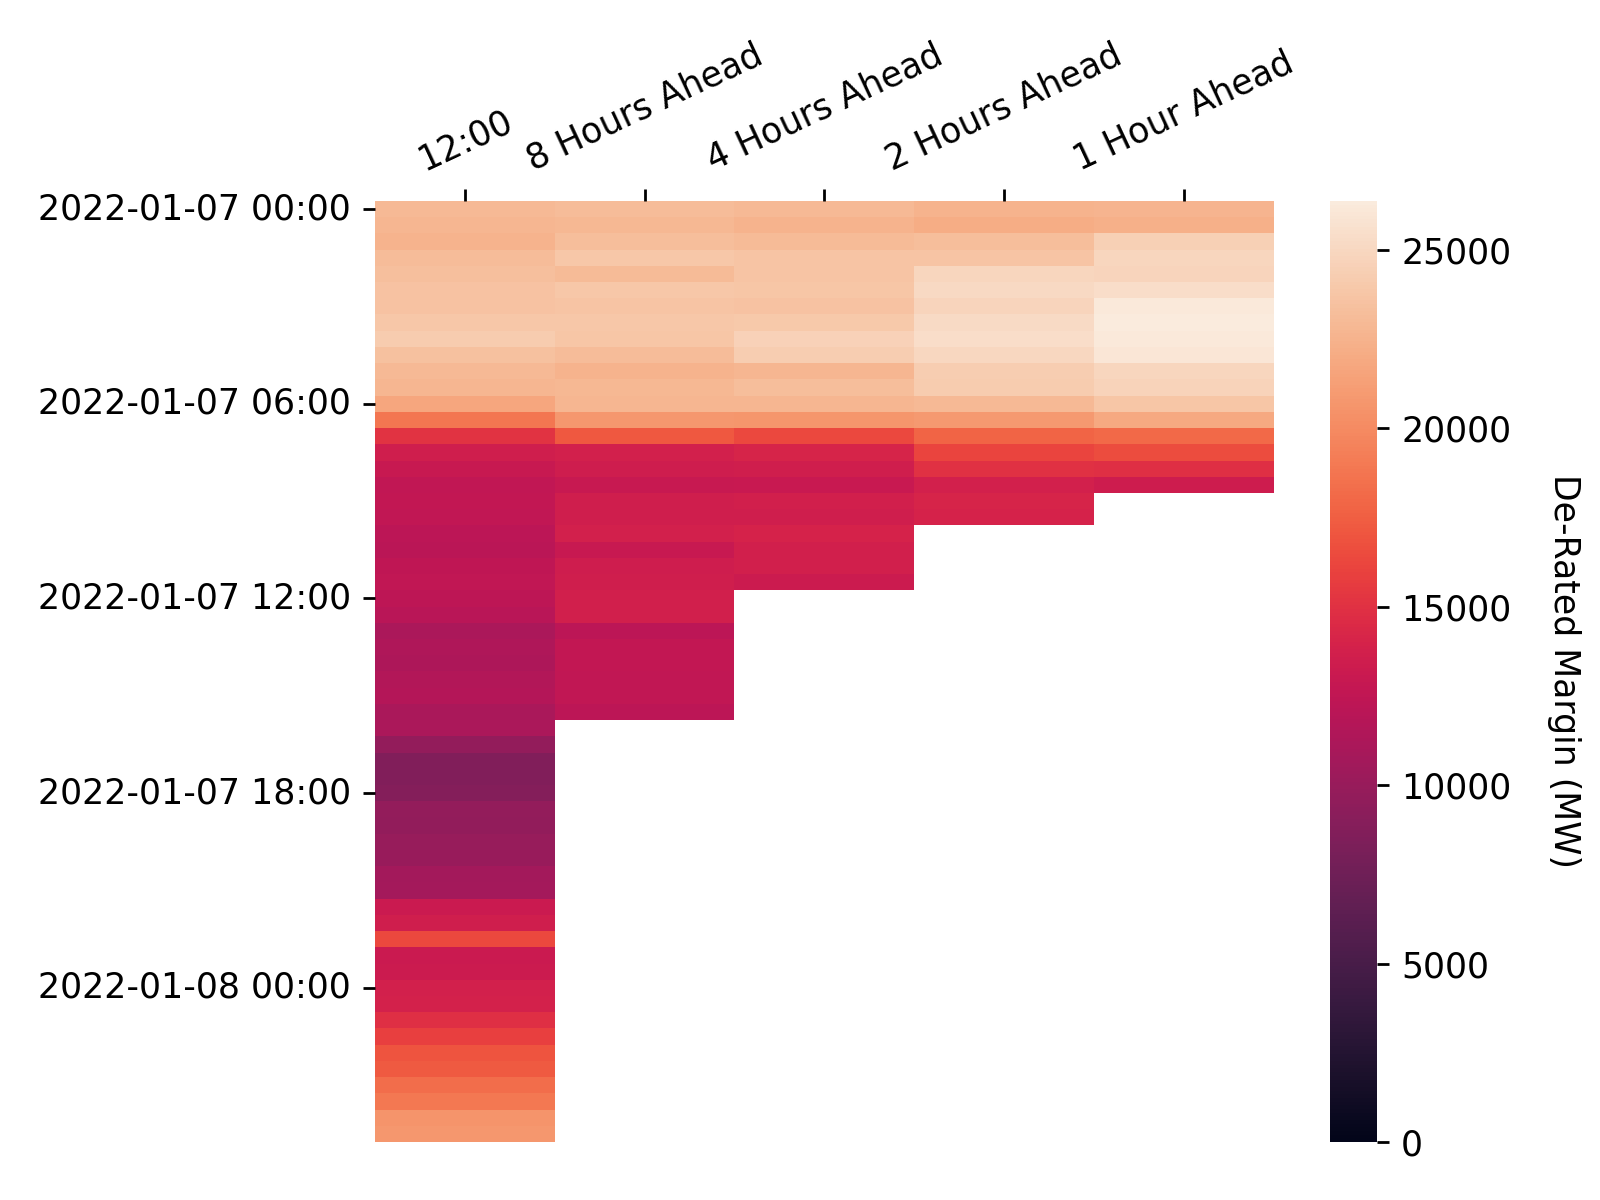 12:00
8 Hours Ahead
4 Hours Ahead
2 Hours Ahead
1 Hour Ahead
2022-01-07 00:00
2022-01-07 06:00
2022-01-07 12:00
2022-01-07 18:00
2022-01-08 00:00
25000
20000
15000
10000
5000
0
De-Rated Margin (MW)